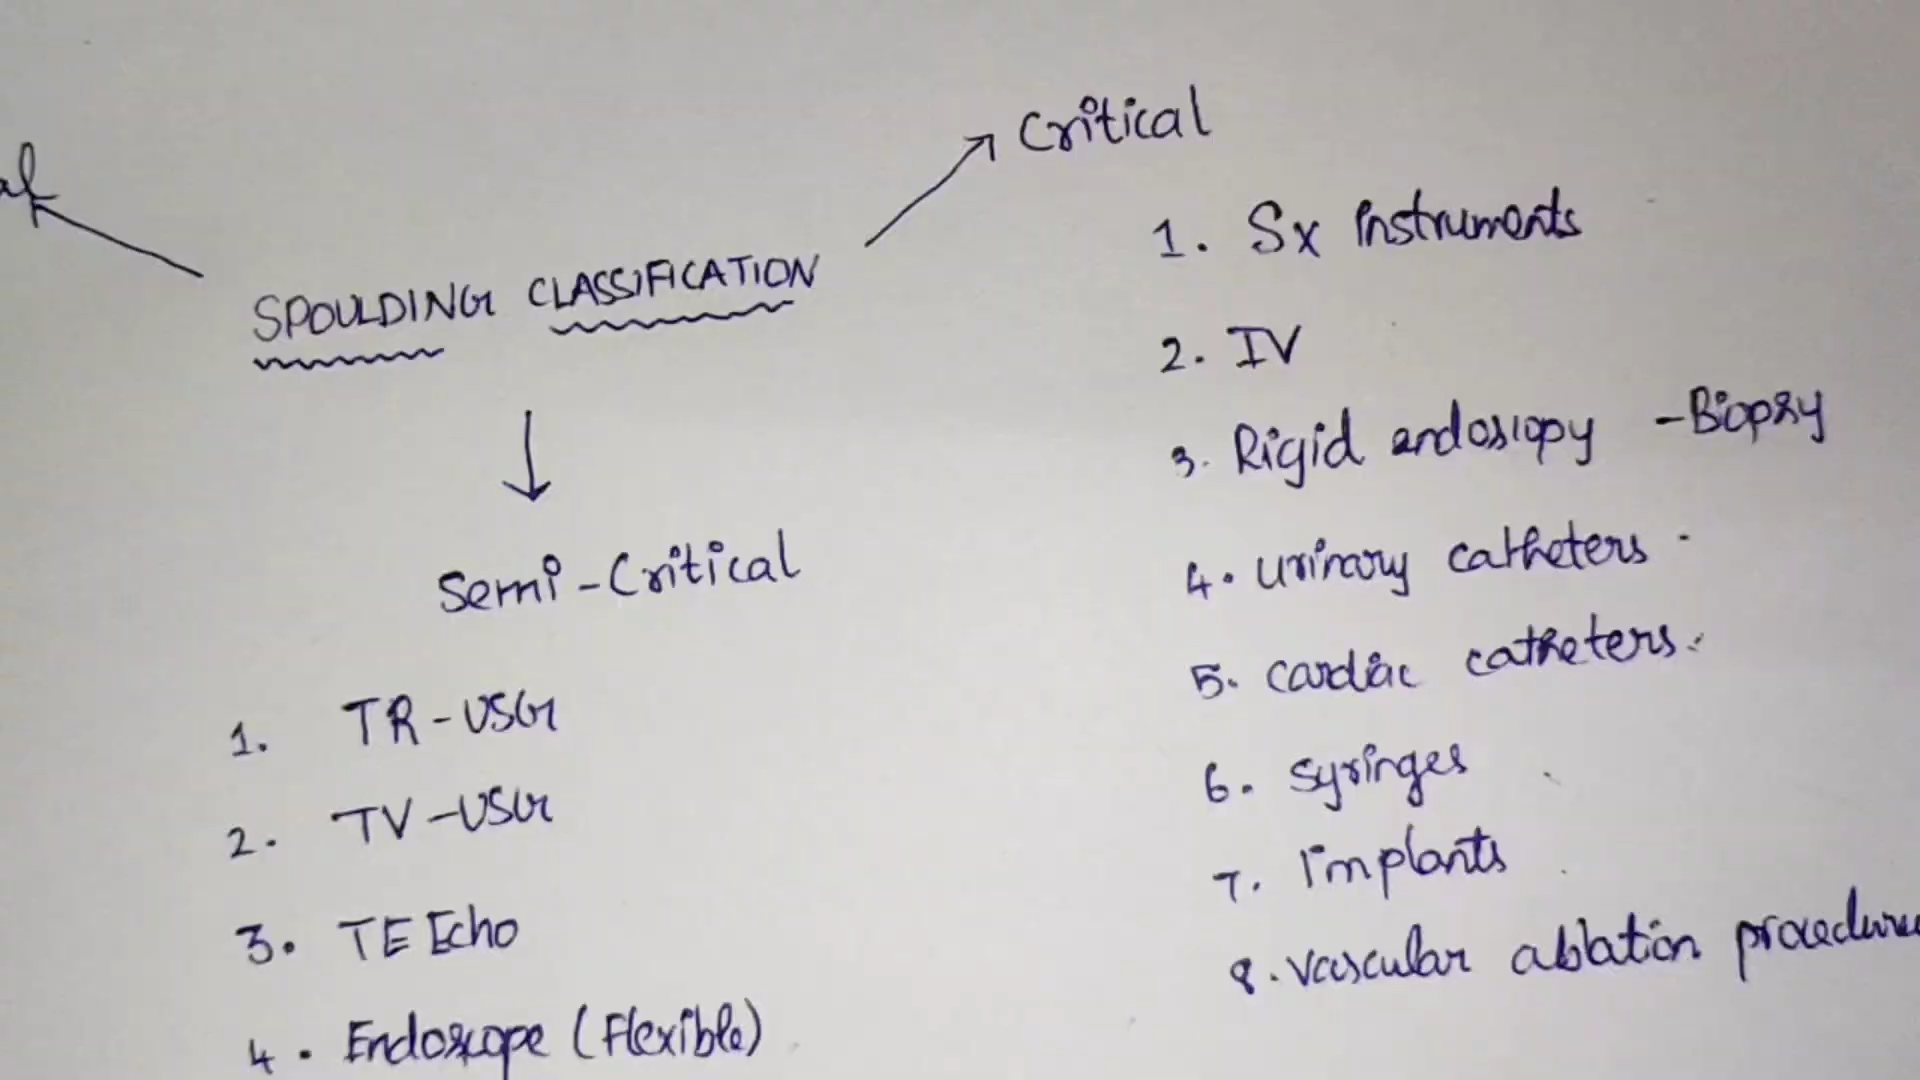 Critical
SPOULDING CLASSIFICATION
1. Sx instruments
2. IV
3. Rigid endoscopy - Biopsy
4. urinary catheters.
5. cardiac catheters.
6. syringes
7. Implants
8. vascular ablation procedure
Semi-Critical
1. TR-USG
2. TV-USG
3. TE Echo
4. Endoscope (Flexible)